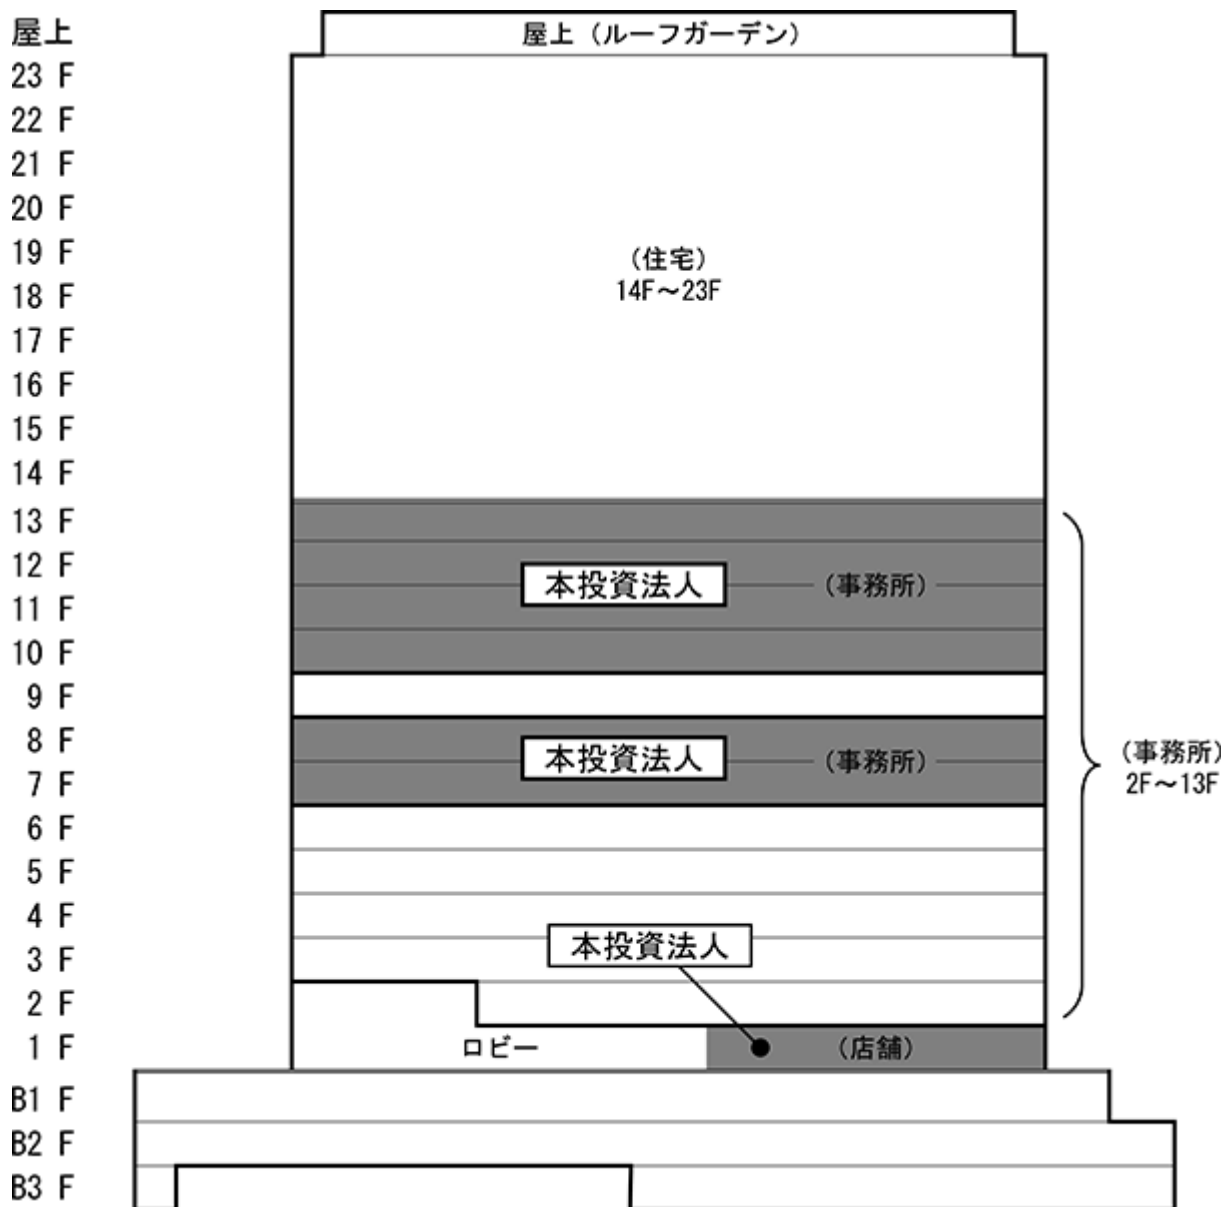 屋上
屋上（ルーフガーデン）
23 F
22 F
21 F
20 F
19 F
（住宅）
14F～23F
18 F
17 F
16 F
15 F
14 F
13 F
12 F
本投資法人
（事務所）
11 F
10 F
9 F
8 F
本投資法人
（事務所）
（事務所）
2F～13F
7 F
6 F
5 F
4 F
本投資法人
3 F
2 F
1 F
ロビー
（店舗）
B1 F
B2 F
B3 F